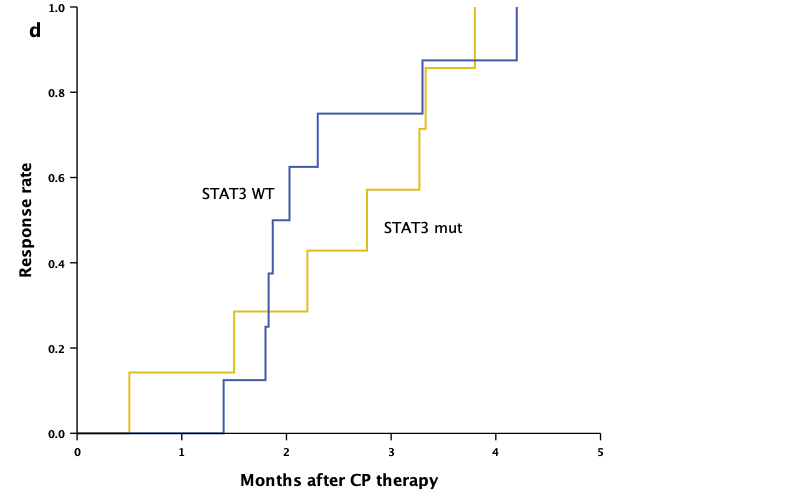 d
1.0
0.8
0.6
0.4
0.2
0.0
Response rate
STAT3 WT
STAT3 mut
0 1 2 3 4 5
Months after CP therapy